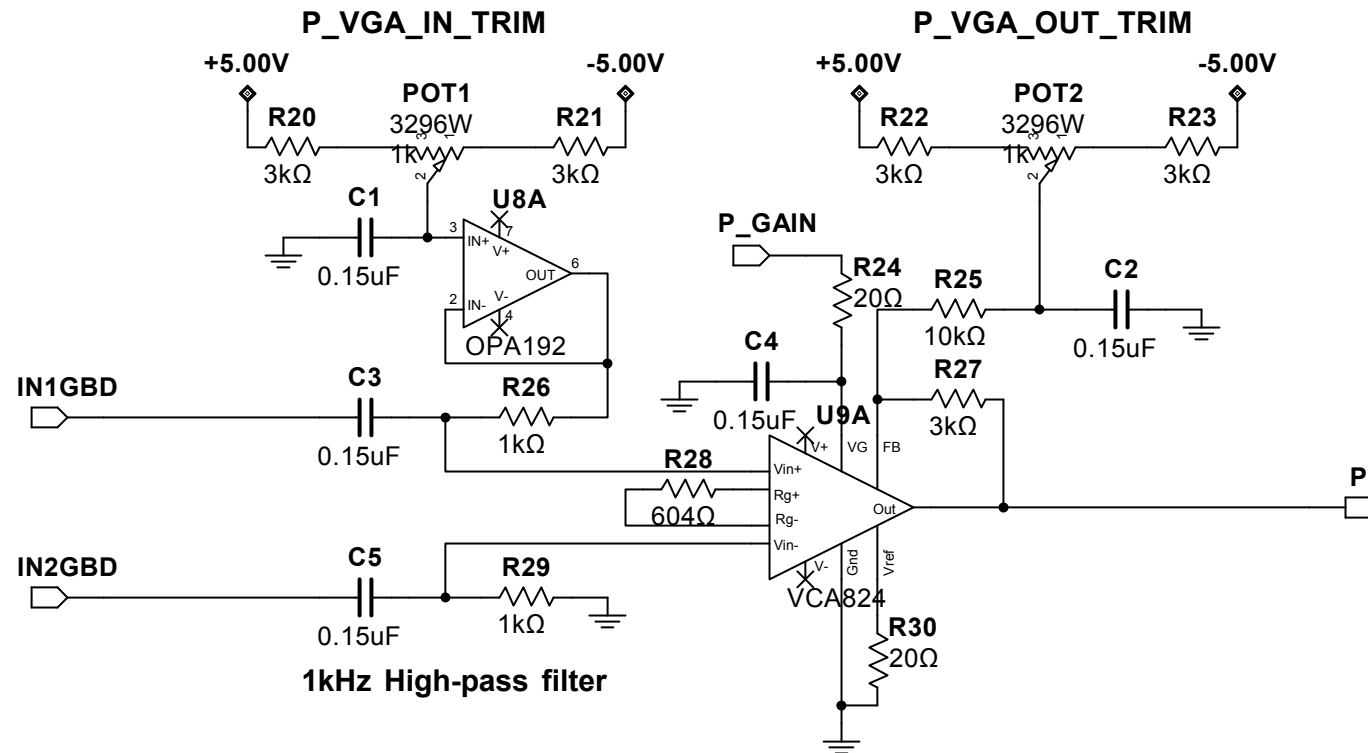 P_VGA_IN_TRIM
P_VGA_OUT_TRIM
+5.00V
-5.00V
+5.00V
-5.00V
R20
POT1
R21
R22
POT2
R23
3296W
3296W
3
1
3
1
1k
1k
3kΩ
2
3kΩ
3kΩ
2
3kΩ
C1
U8A
7
3
IN+
V+
P_GAIN
0.15uF
OUT
6
R24
R25
C2
2
IN-
V-
4
20Ω
OPA192
10kΩ
0.15uF
C4
R27
IN1GBD
C3
R26
0.15uF
U9A
3kΩ
0.15uF
1kΩ
V+
VG
FB
R28
Vin+
Rg+
P
604Ω
Rg-
Out
IN2GBD
C5
R29
Vin-
V-
Gnd
Vref
VCA824
0.15uF
1kΩ
R30
20Ω
1kHz High-pass filter